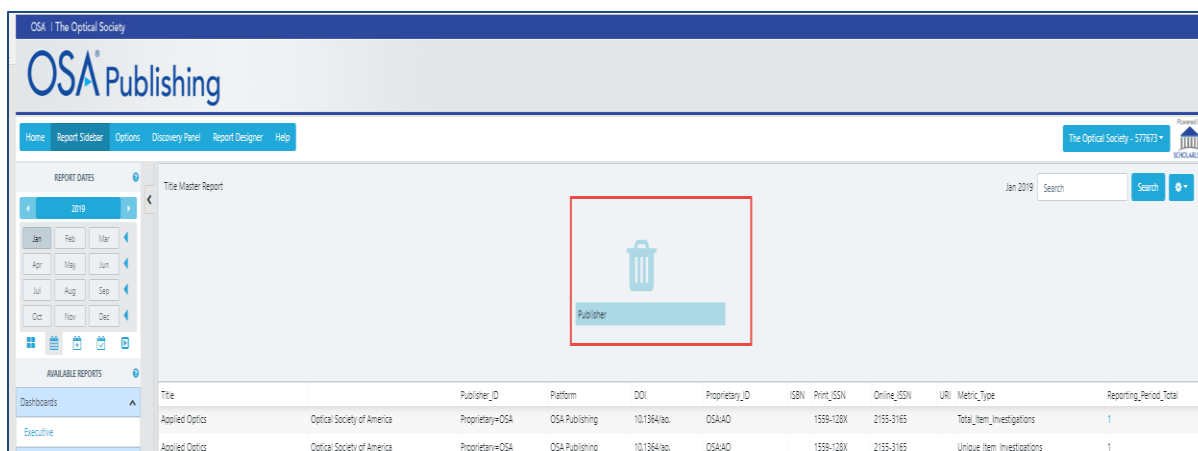 OSA | The Optical Society
OSA® Publishing
Home Report Sidebar Options Discovery Panel Report Designer Help
The Optical Society - 577673
Powered
SCHOLARLY
REPORT DATES
Title Master Report
Jan 2019 Search Search
2019
Jan Feb Mar
Apr May Jun
Jul Aug Sep
Oct Nov Dec
Publisher
AVAILABLE REPORTS
Dashboards
Executive
Title Publisher_ID Platform DOI Proprietary_ID ISBN Print_ISSN Online_ISSN URI Metric_Type Reporting_Period_Total
Applied Optics Optical Society of America Proprietary=OSA OSA Publishing 10.1364/ao. OSA:AO 1559-128X 2155-3165 Total_Item_Investigations 1
Applied Optics Optical Society of America Proprietary=OSA OSA Publishing 10.1364/ao. OSA:AO 1559-128X 2155-3165 Unique_Item_Investigations 1